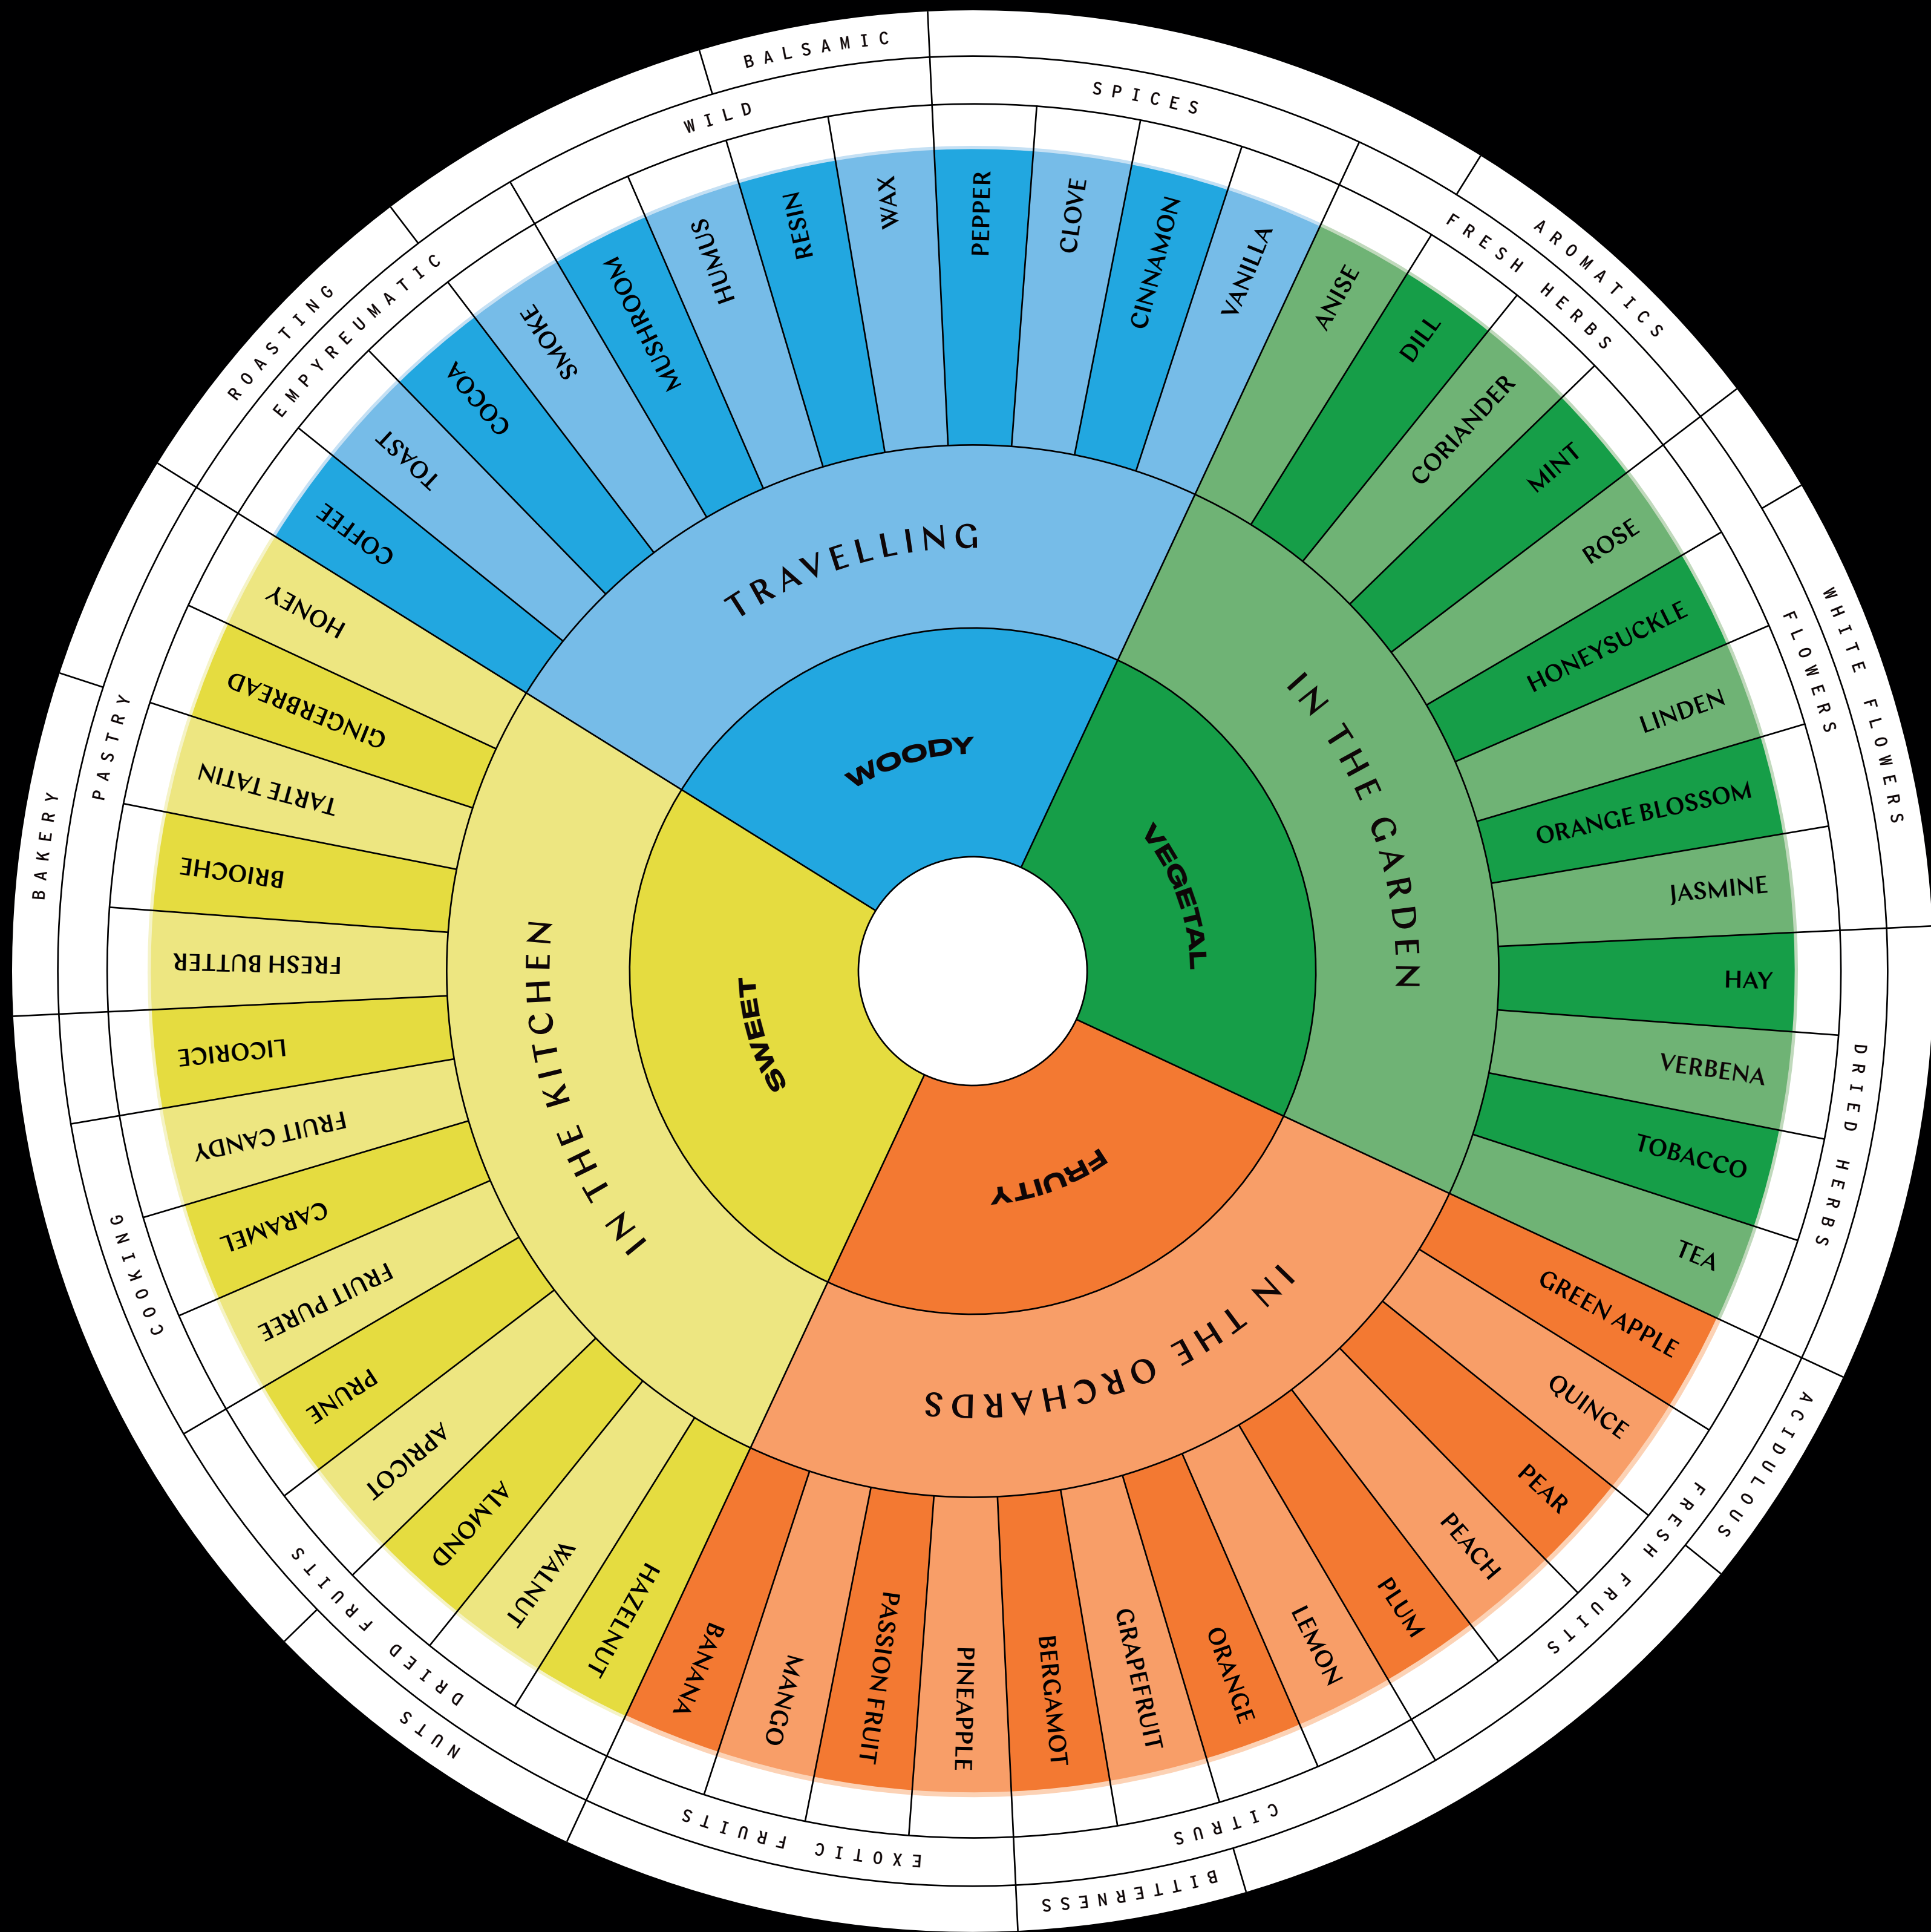 WOODY
VEGETAL
FRUITY
SWEET
TRAVELLING
IN THE GARDEN
IN THE ORCHARDS
IN THE KITCHEN
PEPPER
CLOVE
CINNAMON
VANILLA
ANISE
DILL
CORIANDER
MINT
ROSE
HONEYSUCKLE
LINDEN
ORANGE BLOSSOM
JASMINE
HAY
VERBENA
TOBACCO
TEA
GREEN APPLE
QUINCE
PEAR
PEACH
PLUM
LEMON
ORANGE
GRAPEFRUIT
BERGAMOT
PINEAPPLE
PASSION FRUIT
MANGO
BANANA
HAZELNUT
WALNUT
ALMOND
APRICOT
PRUNE
FRUIT PUREE
CARAMEL
FRUIT CANDY
LICORICE
FRESH BUTTER
BRIOCHE
TARTE TATIN
GINGERBREAD
HONEY
COFFEE
TOAST
COCOA
SMOKE
MUSHROOM
HUMUS
RESIN
WAX
SPICES
FRESH HERBS
FLOWERS
DRIED HERBS
FRESH FRUITS
CITRUS
EXOTIC FRUITS
DRIED FRUITS
COOKING
PASTRY
EMPYREUMATIC
WILD
AROMATICS
WHITE FLOWERS
ACIDULOUS
BITTERNESS
NUTS
BAKERY
ROASTING
BALSAMIC